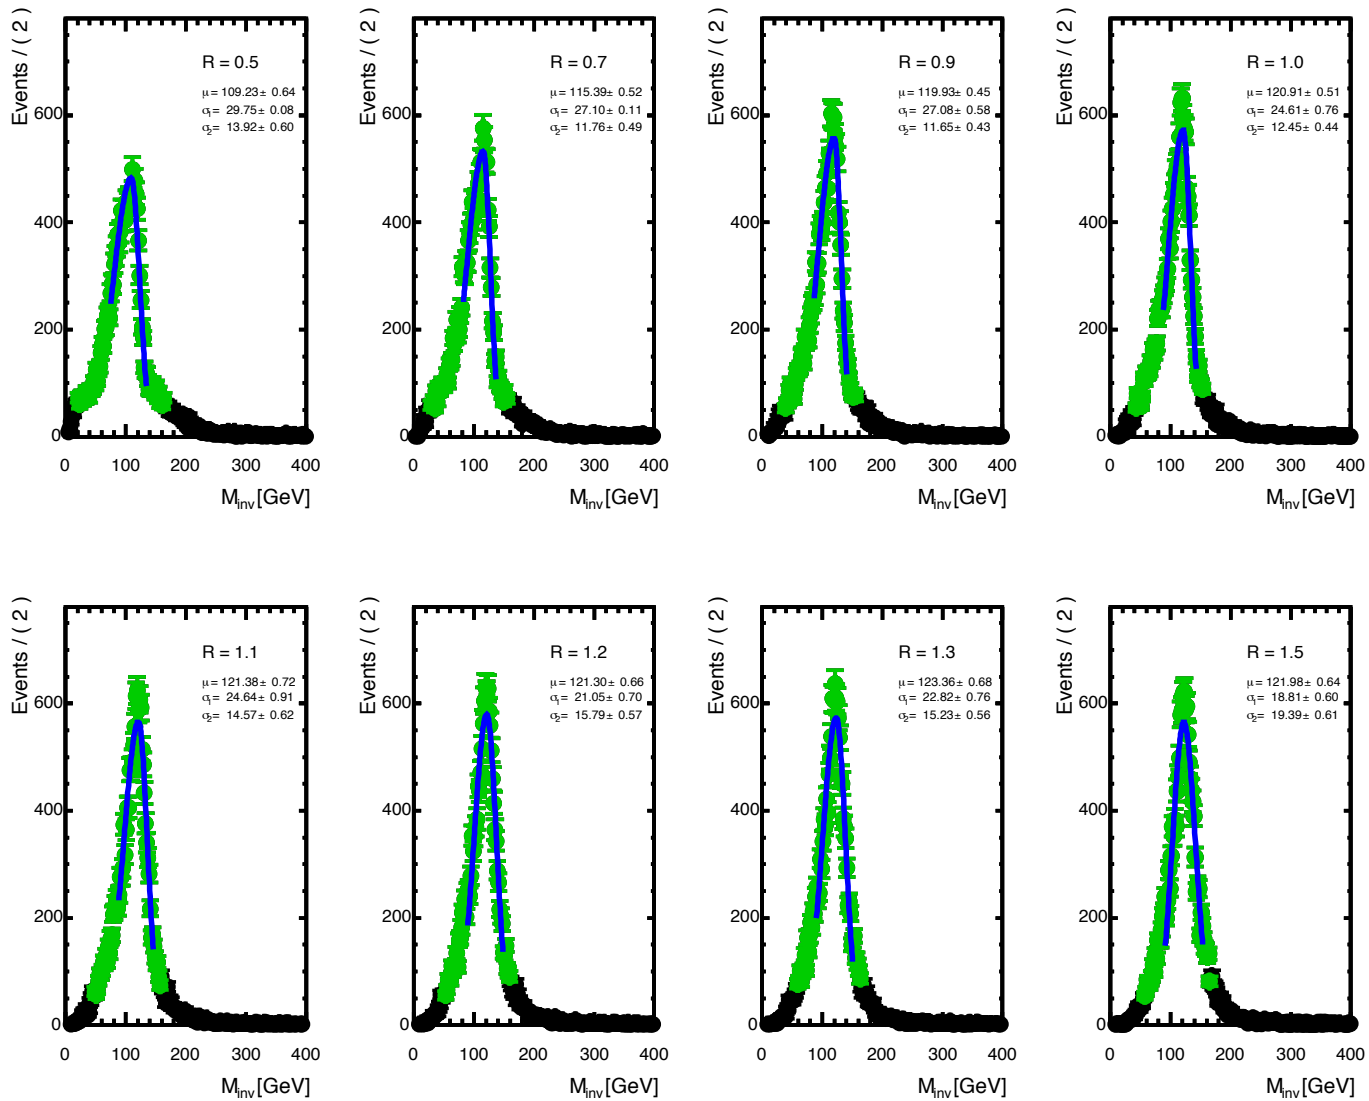 Events / ( 2 )
R = 0.5
μ = 109.23± 0.64
σ1= 29.75± 0.08
σ2= 13.92± 0.60
600
400
200
0
0 100 200 300 400
Minv [GeV]
Events / ( 2 )
R = 0.7
μ = 115.39± 0.52
σ1= 27.10± 0.11
σ2= 11.76± 0.49
600
400
200
0
0 100 200 300 400
Minv [GeV]
Events / ( 2 )
R = 0.9
μ = 119.93± 0.45
σ1= 27.08± 0.58
σ2= 11.65± 0.43
600
400
200
0
0 100 200 300 400
Minv [GeV]
Events / ( 2 )
R = 1.0
μ = 120.91± 0.51
σ1= 24.61± 0.76
σ2= 12.45± 0.44
600
400
200
0
0 100 200 300 400
Minv [GeV]
Events / ( 2 )
R = 1.1
μ = 121.38± 0.72
σ1= 24.64± 0.91
σ2= 14.57± 0.62
600
400
200
0
0 100 200 300 400
Minv [GeV]
Events / ( 2 )
R = 1.2
μ = 121.30± 0.66
σ1= 21.05± 0.70
σ2= 15.79± 0.57
600
400
200
0
0 100 200 300 400
Minv [GeV]
Events / ( 2 )
R = 1.3
μ = 123.36± 0.68
σ1= 22.82± 0.76
σ2= 15.23± 0.56
600
400
200
0
0 100 200 300 400
Minv [GeV]
Events / ( 2 )
R = 1.5
μ = 121.98± 0.64
σ1= 18.81± 0.60
σ2= 19.39± 0.61
600
400
200
0
0 100 200 300 400
Minv [GeV]